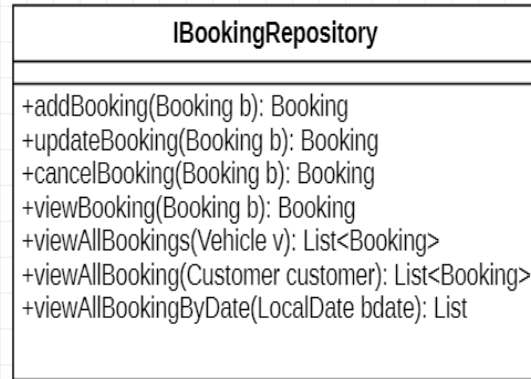 IBookingRepository
+addBooking(Booking b): Booking
+updateBooking(Booking b): Booking
+cancelBooking(Booking b): Booking
+viewBooking(Booking b): Booking
+viewAllBookings(Vehicle v): List<Booking>
+viewAllBooking(Customer customer): List<Booking>
+viewAllBookingByDate(LocalDate bdate): List